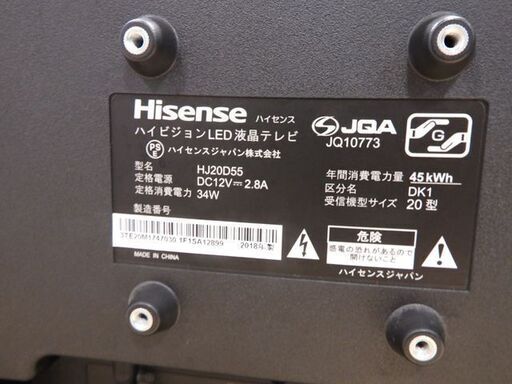 Hisense ハイセンス
ハイビジョンLED液晶テレビ
PS
E
ハイセンスジャパン株式会社
型名 HJ20D55
定格電源 DC12V⎓2.8A
定格消費電力 34W
製造番号
2018年製
MADE IN CHINA
JQA
JQ10773
G
年間消費電力量 45kWh
区分名 DK1
受信機型サイズ 20型
危険
感電の恐れがあるので
開けないこと
ハイセンスジャパン